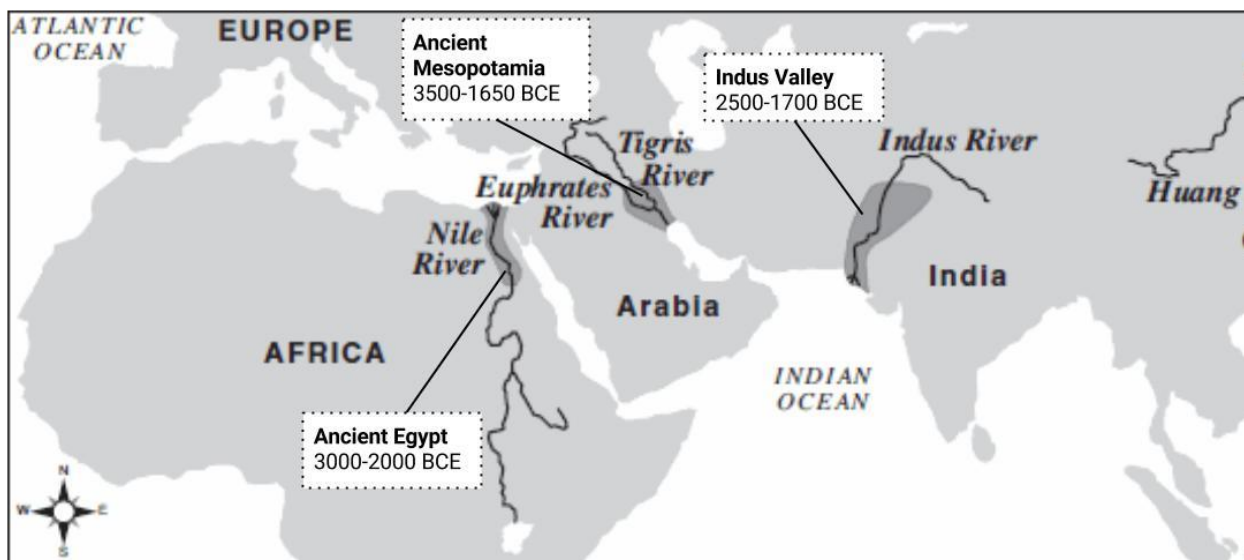 ATLANTIC
OCEAN
EUROPE
Ancient
Mesopotamia
3500-1650 BCE
Indus Valley
2500-1700 BCE
Tigris
River
Indus River
Huang
Euphrates
River
Nile
River
Arabia
India
AFRICA
INDIAN
OCEAN
Ancient Egypt
3000-2000 BCE
N
W
E
S